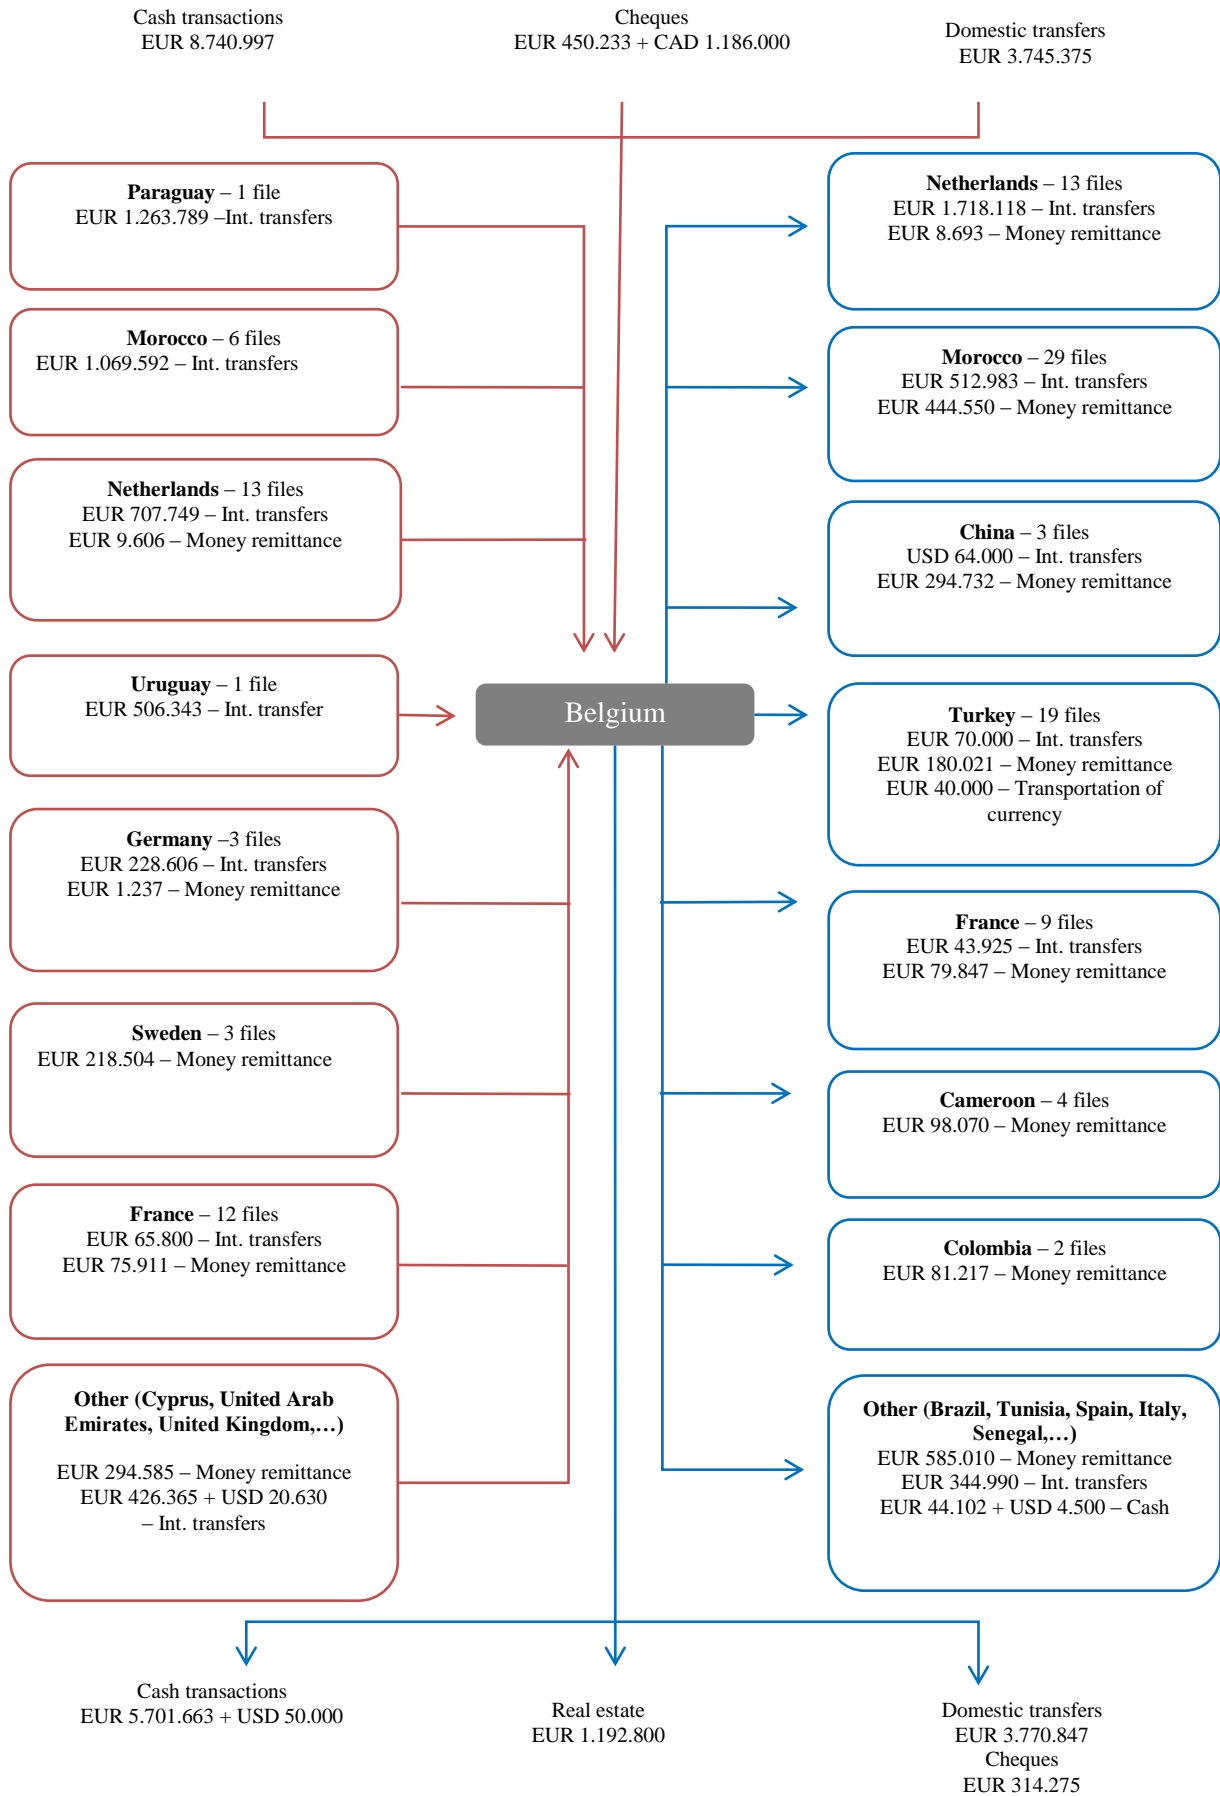 Cash transactions
EUR 8.740.997
Cheques
EUR 450.233 + CAD 1.186.000
Domestic transfers
EUR 3.745.375
Paraguay – 1 file
EUR 1.263.789 –Int. transfers
Morocco – 6 files
EUR 1.069.592 – Int. transfers
Netherlands – 13 files
EUR 707.749 – Int. transfers
EUR 9.606 – Money remittance
Uruguay – 1 file
EUR 506.343 – Int. transfer
Germany –3 files
EUR 228.606 – Int. transfers
EUR 1.237 – Money remittance
Sweden – 3 files
EUR 218.504 – Money remittance
France – 12 files
EUR 65.800 – Int. transfers
EUR 75.911 – Money remittance
Other (Cyprus, United Arab
Emirates, United Kingdom,…)
EUR 294.585 – Money remittance
EUR 426.365 + USD 20.630
– Int. transfers
Belgium
Netherlands – 13 files
EUR 1.718.118 – Int. transfers
EUR 8.693 – Money remittance
Morocco – 29 files
EUR 512.983 – Int. transfers
EUR 444.550 – Money remittance
China – 3 files
USD 64.000 – Int. transfers
EUR 294.732 – Money remittance
Turkey – 19 files
EUR 70.000 – Int. transfers
EUR 180.021 – Money remittance
EUR 40.000 – Transportation of
currency
France – 9 files
EUR 43.925 – Int. transfers
EUR 79.847 – Money remittance
Cameroon – 4 files
EUR 98.070 – Money remittance
Colombia – 2 files
EUR 81.217 – Money remittance
Other (Brazil, Tunisia, Spain, Italy,
Senegal,…)
EUR 585.010 – Money remittance
EUR 344.990 – Int. transfers
EUR 44.102 + USD 4.500 – Cash
Cash transactions
EUR 5.701.663 + USD 50.000
Real estate
EUR 1.192.800
Domestic transfers
EUR 3.770.847
Cheques
EUR 314.275